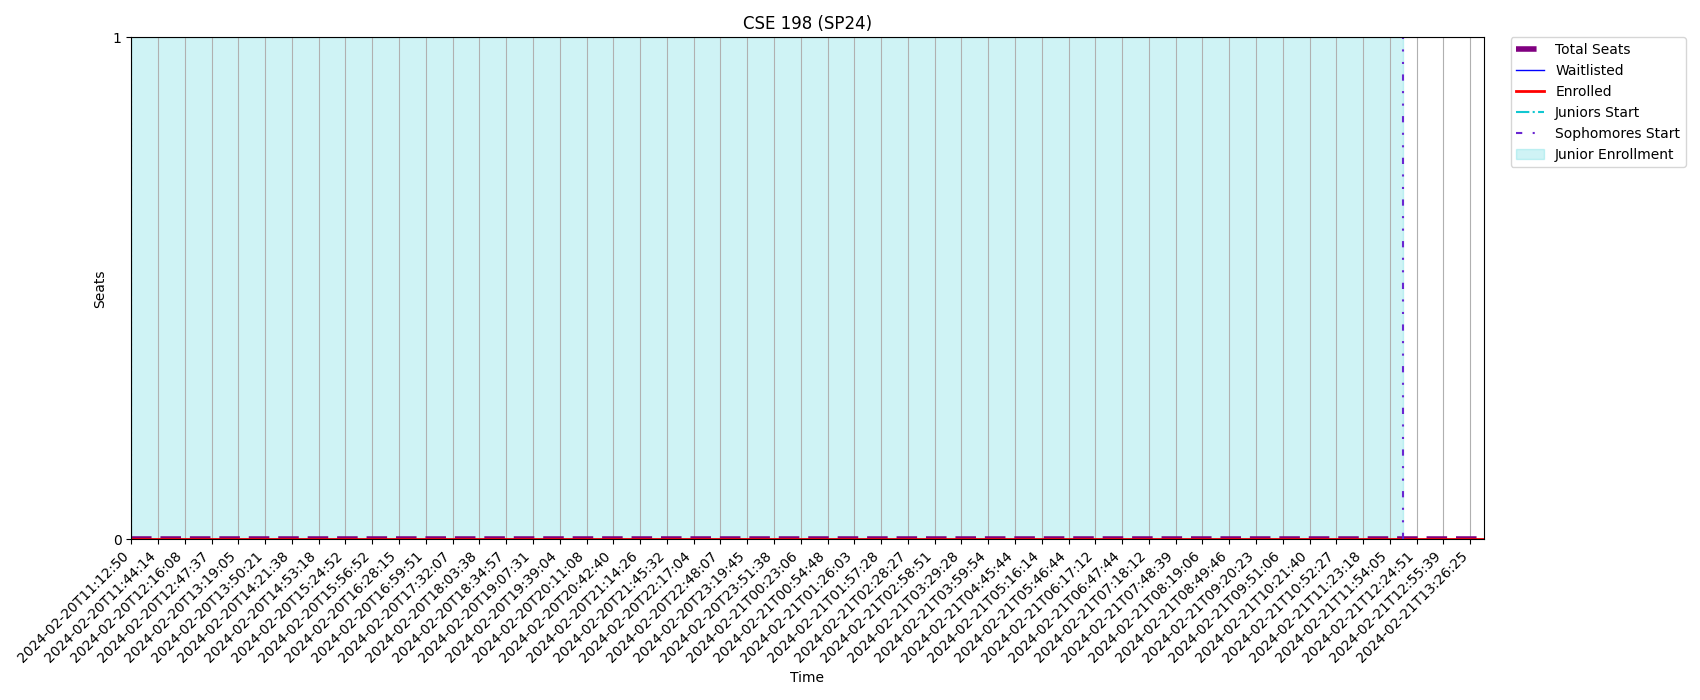 CSE 198 (SP24)
1
0
Seats
Total Seats
Waitlisted
Enrolled
Juniors Start
Sophomores Start
Junior Enrollment
2024-02-20T11:12:50
2024-02-20T11:44:14
2024-02-20T12:16:08
2024-02-20T12:47:37
2024-02-20T13:19:05
2024-02-20T13:50:21
2024-02-20T14:21:38
2024-02-20T14:53:18
2024-02-20T15:24:52
2024-02-20T15:56:52
2024-02-20T16:28:15
2024-02-20T16:59:51
2024-02-20T17:32:07
2024-02-20T18:03:38
2024-02-20T18:34:57
2024-02-20T19:07:31
2024-02-20T19:39:04
2024-02-20T20:11:08
2024-02-20T20:42:40
2024-02-20T21:14:26
2024-02-20T21:45:32
2024-02-20T22:17:04
2024-02-20T22:48:07
2024-02-20T23:19:45
2024-02-20T23:51:38
2024-02-21T00:23:06
2024-02-21T00:54:48
2024-02-21T01:26:03
2024-02-21T01:57:28
2024-02-21T02:28:27
2024-02-21T02:58:51
2024-02-21T03:29:28
2024-02-21T03:59:54
2024-02-21T04:45:44
2024-02-21T05:16:14
2024-02-21T05:46:44
2024-02-21T06:17:12
2024-02-21T06:47:44
2024-02-21T07:18:12
2024-02-21T07:48:39
2024-02-21T08:19:06
2024-02-21T08:49:46
2024-02-21T09:20:23
2024-02-21T09:51:06
2024-02-21T10:21:40
2024-02-21T10:52:27
2024-02-21T11:23:18
2024-02-21T11:54:05
2024-02-21T12:24:51
2024-02-21T12:55:39
2024-02-21T13:26:25
Time